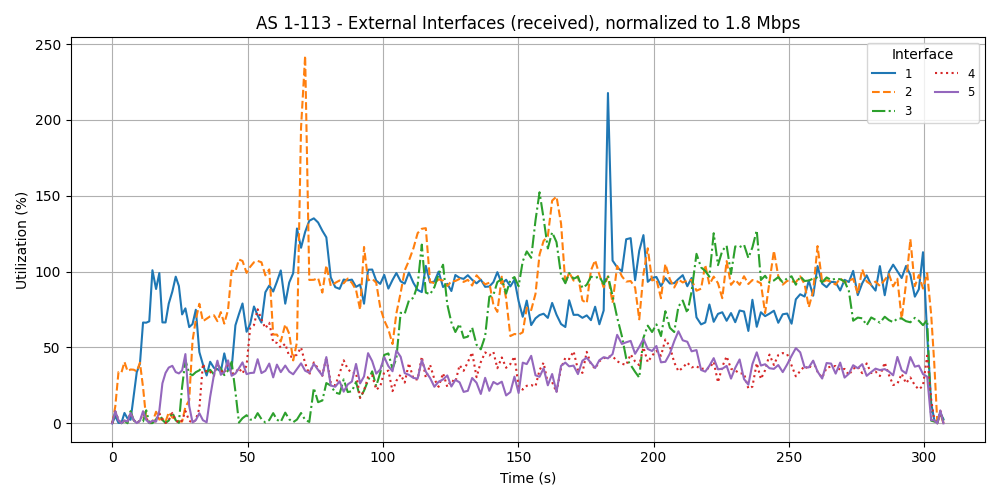 AS 1-113 - External Interfaces (received), normalized to 1.8 Mbps
Interface
1 4
2 5
3
Utilization (%)
250
200
150
100
50
0
0 50 100 150 200 250 300
Time (s)